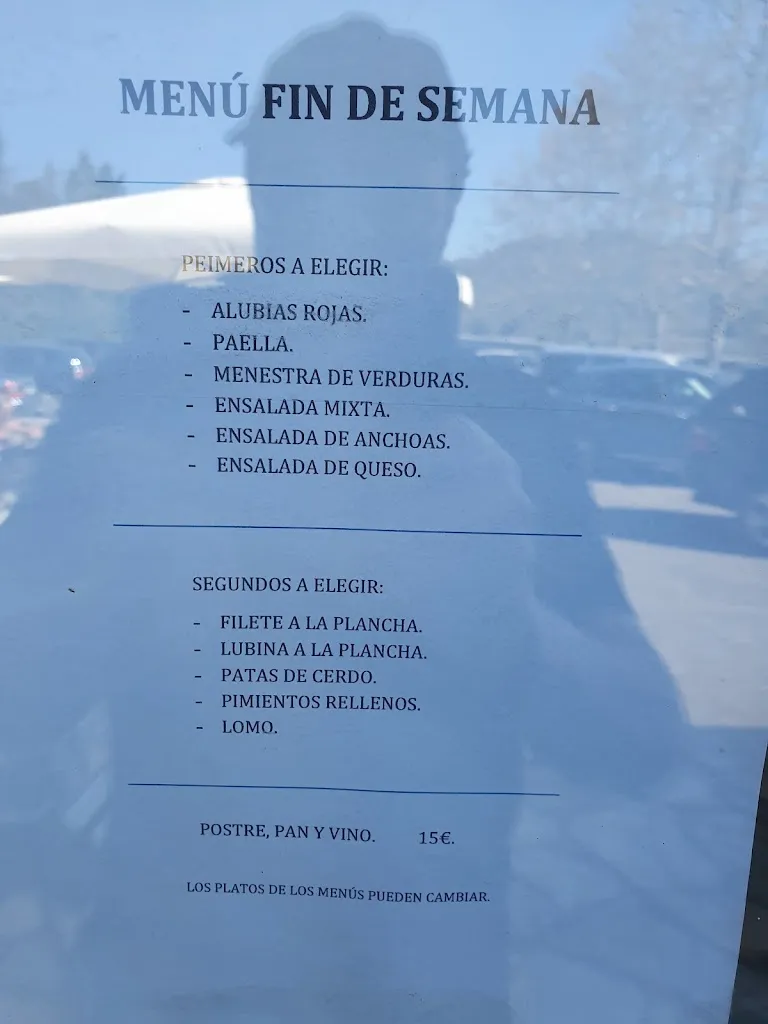 MENÚ FIN DE SEMANA
PEIMEROS A ELEGIR:
- ALUBIAS ROJAS.
- PAELLA.
- MENESTRA DE VERDURAS.
- ENSALADA MIXTA.
- ENSALADA DE ANCHOAS.
- ENSALADA DE QUESO.
SEGUNDOS A ELEGIR:
- FILETE A LA PLANCHA.
- LUBINA A LA PLANCHA.
- PATAS DE CERDO.
- PIMIENTOS RELLENOS.
- LOMO.
POSTRE, PAN Y VINO. 15€.
LOS PLATOS DE LOS MENÚS PUEDEN CAMBIAR.